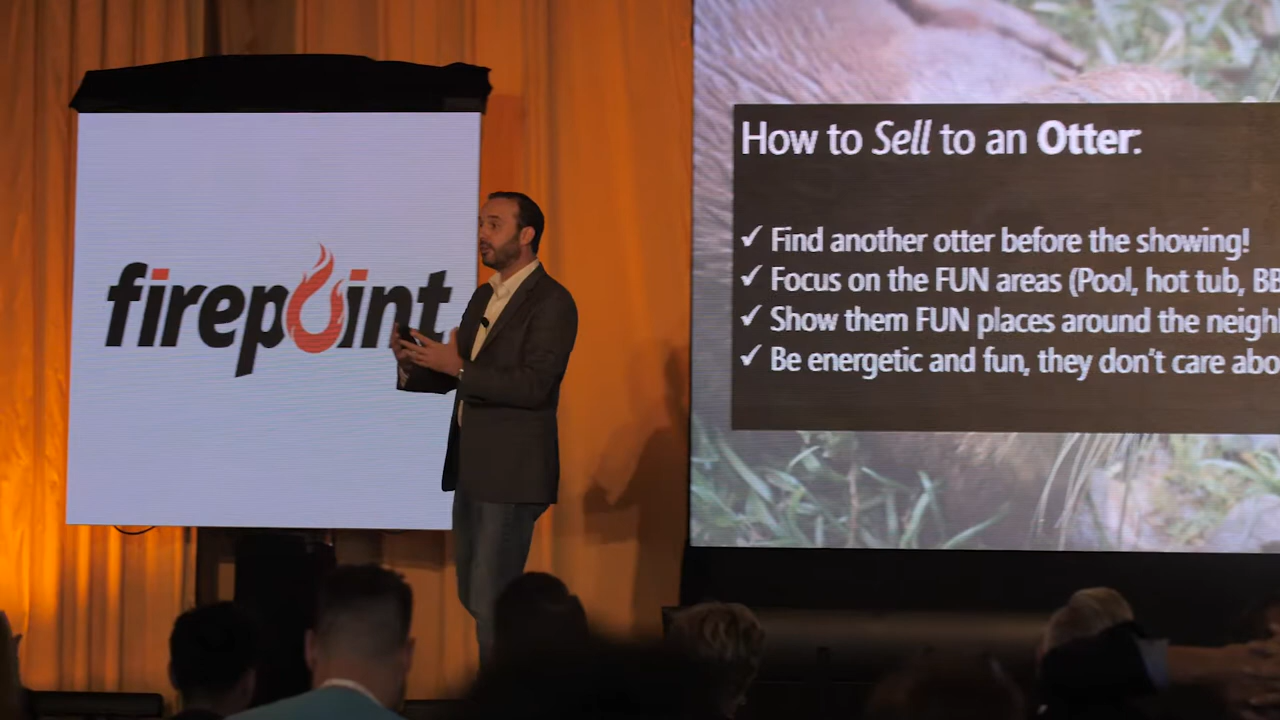 firepoint
How to Sell to an Otter:
✓ Find another otter before the showing!
✓ Focus on the FUN areas (Pool, hot tub,
✓ Show them FUN places around the
✓ Be energetic and fun, they don't care